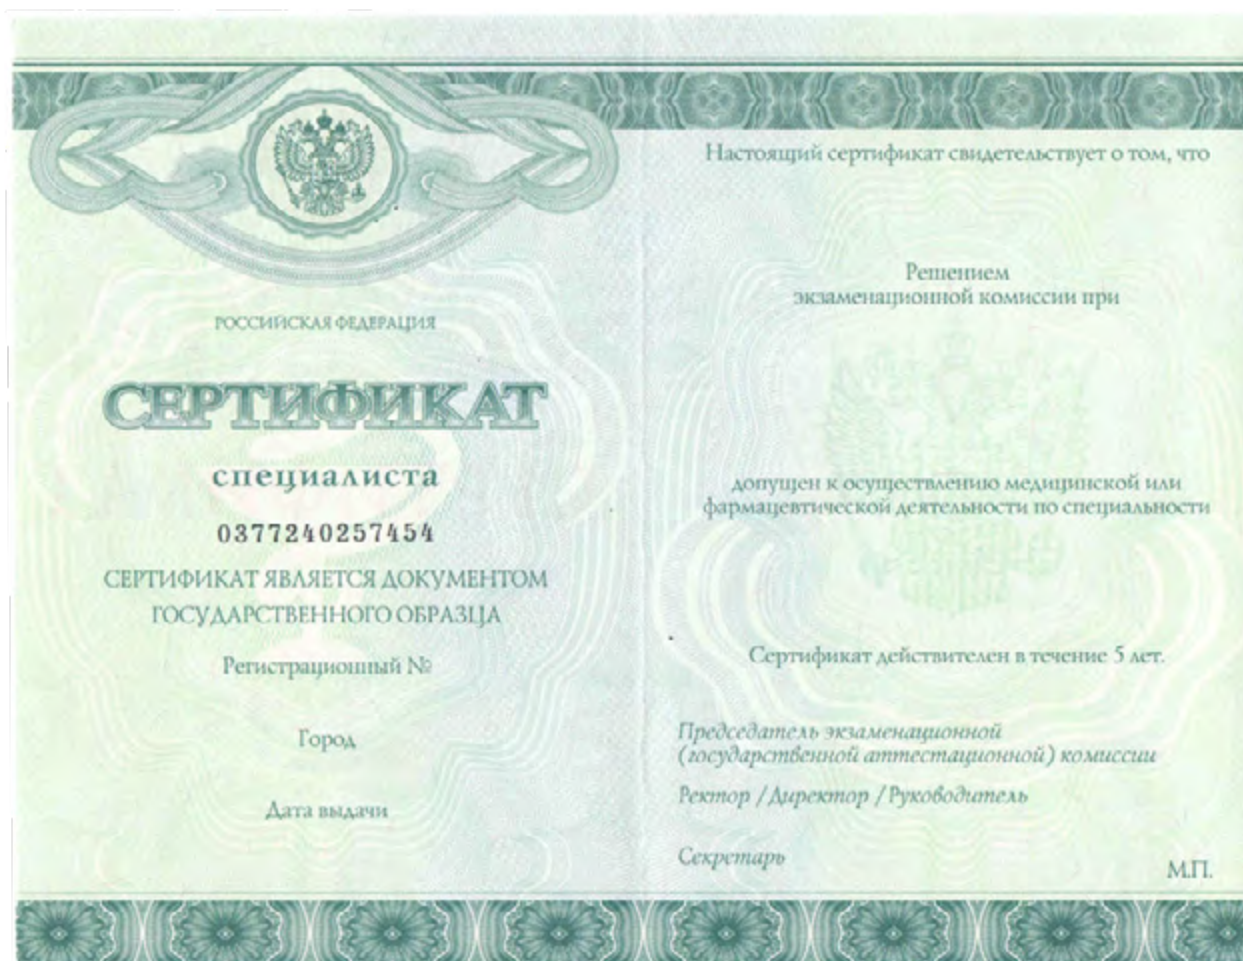 РОССИЙСКАЯ ФЕДЕРАЦИЯ
СЕРТИФИКАТ
специалиста
0377240257454
СЕРТИФИКАТ ЯВЛЯЕТСЯ ДОКУМЕНТОМ
ГОСУДАРСТВЕННОГО ОБРАЗЦА
Регистрационный №
Город
Дата выдачи
Настоящий сертификат свидетельствует о том, что
Решением
экзаменационной комиссии при
допущен к осуществлению медицинской или
фармацевтической деятельности по специальности
Сертификат действителен в течение 5 лет.
Председатель экзаменационной
(государственной аттестационной) комиссии
Ректор / Директор / Руководитель
Секретарь
М.П.